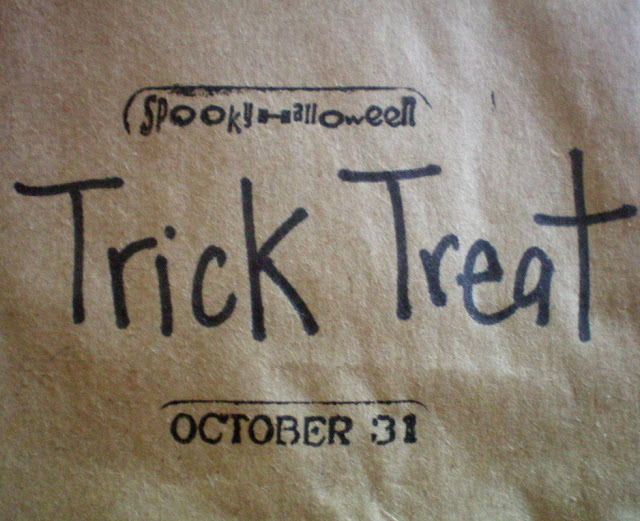 Spooky Halloween
Trick Treat
OCTOBER 31